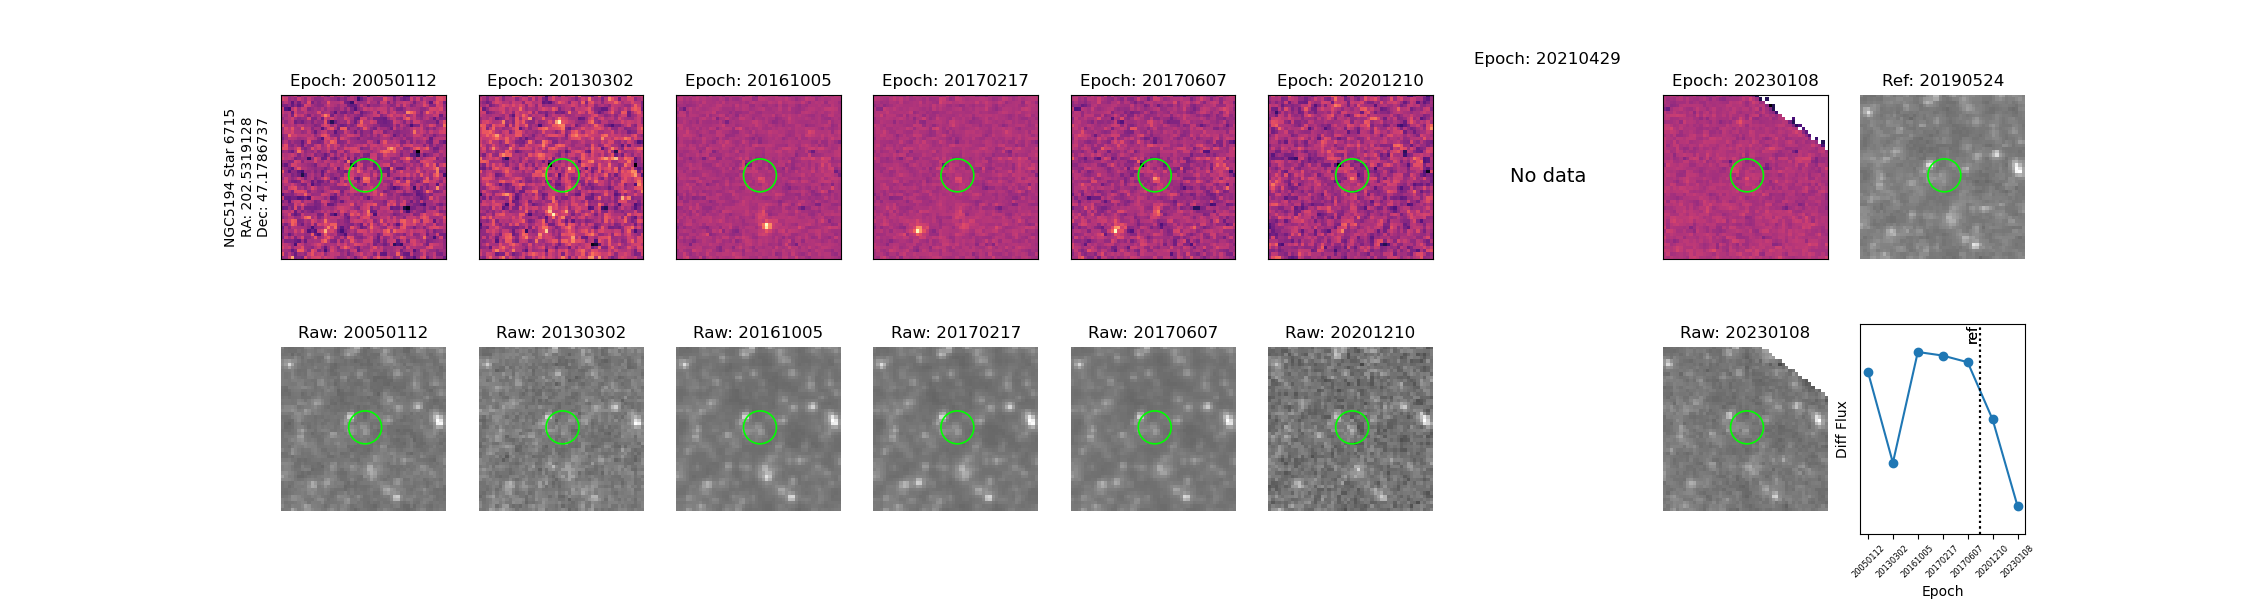 NGC5194 Star 6715
RA: 202.5319128
Dec: 47.1786737
Epoch: 20050112
Epoch: 20130302
Epoch: 20161005
Epoch: 20170217
Epoch: 20170607
Epoch: 20201210
Epoch: 20210429
No data
Epoch: 20230108
Ref: 20190524
Raw: 20050112
Raw: 20130302
Raw: 20161005
Raw: 20170217
Raw: 20170607
Raw: 20201210
Raw: 20230108
Diff Flux
ref
20050112
20130302
20161005
20170217
20170607
20201210
20230108
Epoch